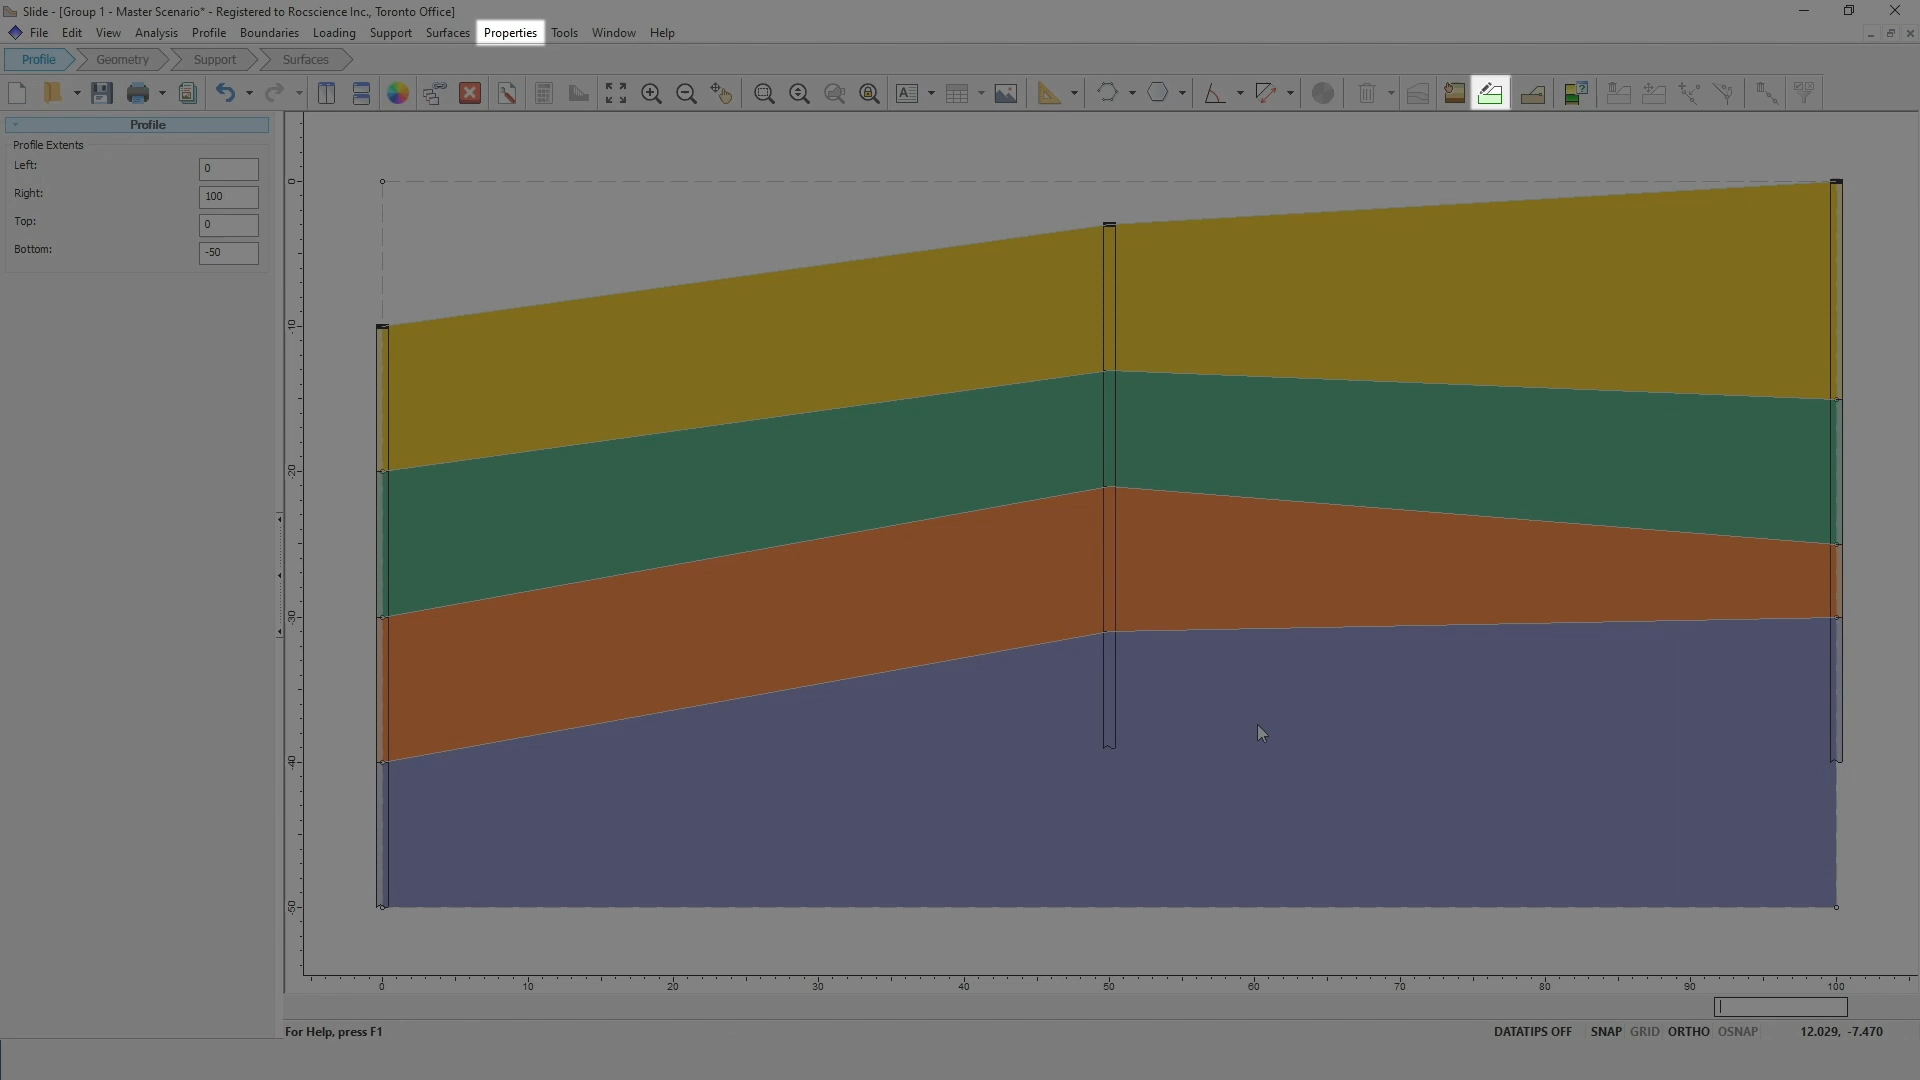 Slide - [Group 1 - Master Scenario* - Registered to Rocscience Inc., Toronto Office]
File Edit View Analysis Profile Boundaries Loading Support Surfaces Properties Tools Window Help
Profile Geometry Support Surfaces
Profile
Profile Extents
Left: 0
Right: 100
Top: 0
Bottom: -50
0
-10
-20
-30
-40
-50
0 10 20 30 40 50 60 70 80 90 100
For Help, press F1
DATATIPS OFF SNAP GRID ORTHO OSNAP 12.029, -7.470